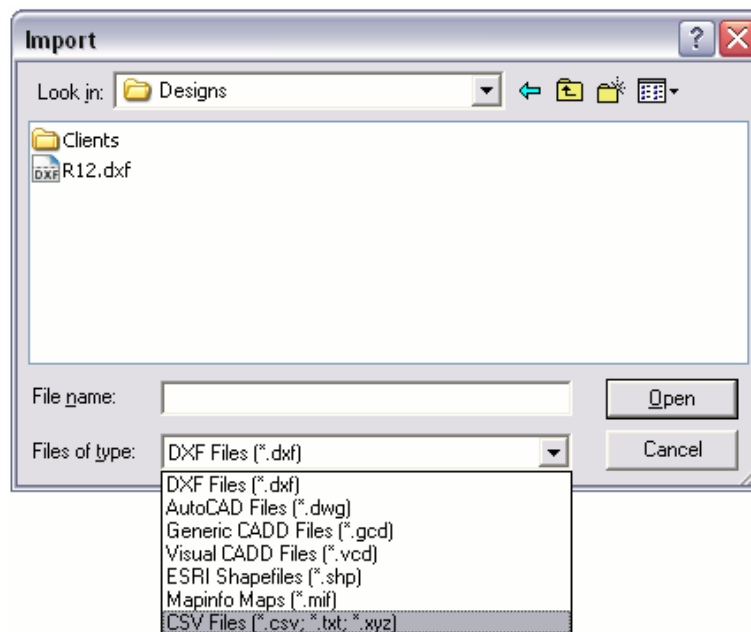 Import
Look in: Designs
Clients
DXF R12.dxf
File name:
Open
Files of type: DXF Files (*.dxf)
Cancel
DXF Files (*.dxf)
AutoCAD Files (*.dwg)
Generic CADD Files (*.gcd)
Visual CADD Files (*.vcd)
ESRI Shapefiles (*.shp)
Mapinfo Maps (*.mif)
CSV Files (*.csv; *.txt; *.xyz)